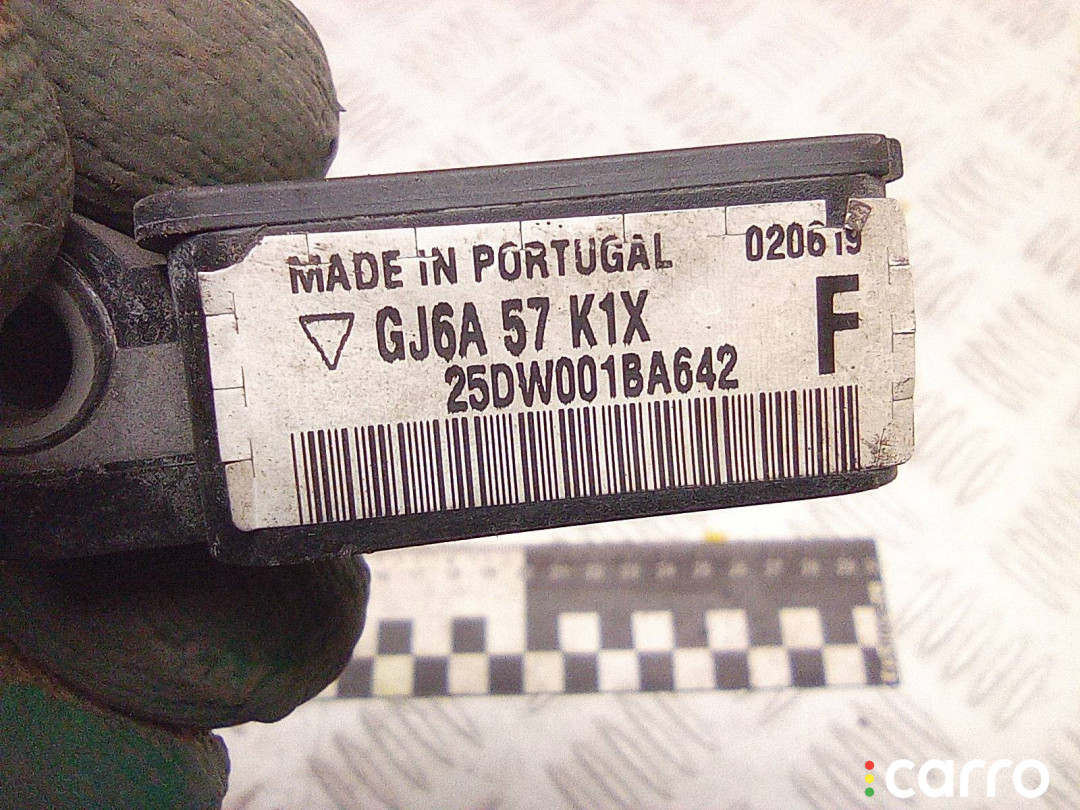 MADE IN PORTUGAL 020619
GJ6A 57 K1X F
25DW001BA642
carro